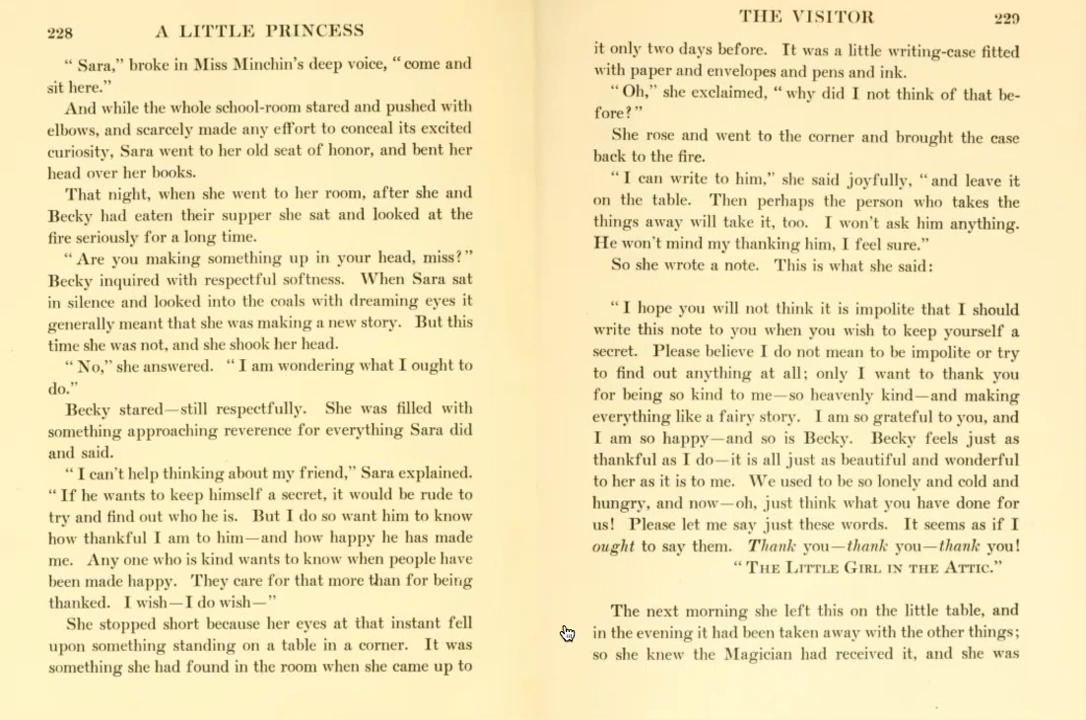 228 A LITTLE PRINCESS
“ Sara,” broke in Miss Minchin's deep voice, “ come and
sit here.”
And while the whole school-room stared and pushed with
elbows, and scarcely made any effort to conceal its excited
curiosity, Sara went to her old seat of honor, and bent her
head over her books.
That night, when she went to her room, after she and
Becky had eaten their supper she sat and looked at the
fire seriously for a long time.
“ Are you making something up in your head, miss?”
Becky inquired with respectful softness. When Sara sat
in silence and looked into the coals with dreaming eyes it
generally meant that she was making a new story. But this
time she was not, and she shook her head.
“ No,” she answered. “ I am wondering what I ought to
do.”
Becky stared—still respectfully. She was filled with
something approaching reverence for everything Sara did
and said.
“ I can't help thinking about my friend,” Sara explained.
“ If he wants to keep himself a secret, it would be rude to
try and find out who he is. But I do so want him to know
how thankful I am to him—and how happy he has made
me. Any one who is kind wants to know when people have
been made happy. They care for that more than for being
thanked. I wish—I do wish—”
She stopped short because her eyes at that instant fell
upon something standing on a table in a corner. It was
something she had found in the room when she came up to
THE VISITOR 229
it only two days before. It was a little writing-case fitted
with paper and envelopes and pens and ink.
“ Oh,” she exclaimed, “ why did I not think of that be-
fore?”
She rose and went to the corner and brought the case
back to the fire.
“ I can write to him,” she said joyfully, “ and leave it
on the table. Then perhaps the person who takes the
things away will take it, too. I won't ask him anything.
He won't mind my thanking him, I feel sure.”
So she wrote a note. This is what she said:
“ I hope you will not think it is impolite that I should
write this note to you when you wish to keep yourself a
secret. Please believe I do not mean to be impolite or try
to find out anything at all; only I want to thank you
for being so kind to me—so heavenly kind—and making
everything like a fairy story. I am so grateful to you, and
I am so happy—and so is Becky. Becky feels just as
thankful as I do—it is all just as beautiful and wonderful
to her as it is to me. We used to be so lonely and cold and
hungry, and now—oh, just think what you have done for
us! Please let me say just these words. It seems as if I
ought to say them. Thank you—thank you—thank you!
“ THE LITTLE GIRL IN THE ATTIC.”
The next morning she left this on the little table, and
in the evening it had been taken away with the other things;
so she knew the Magician had received it, and she was